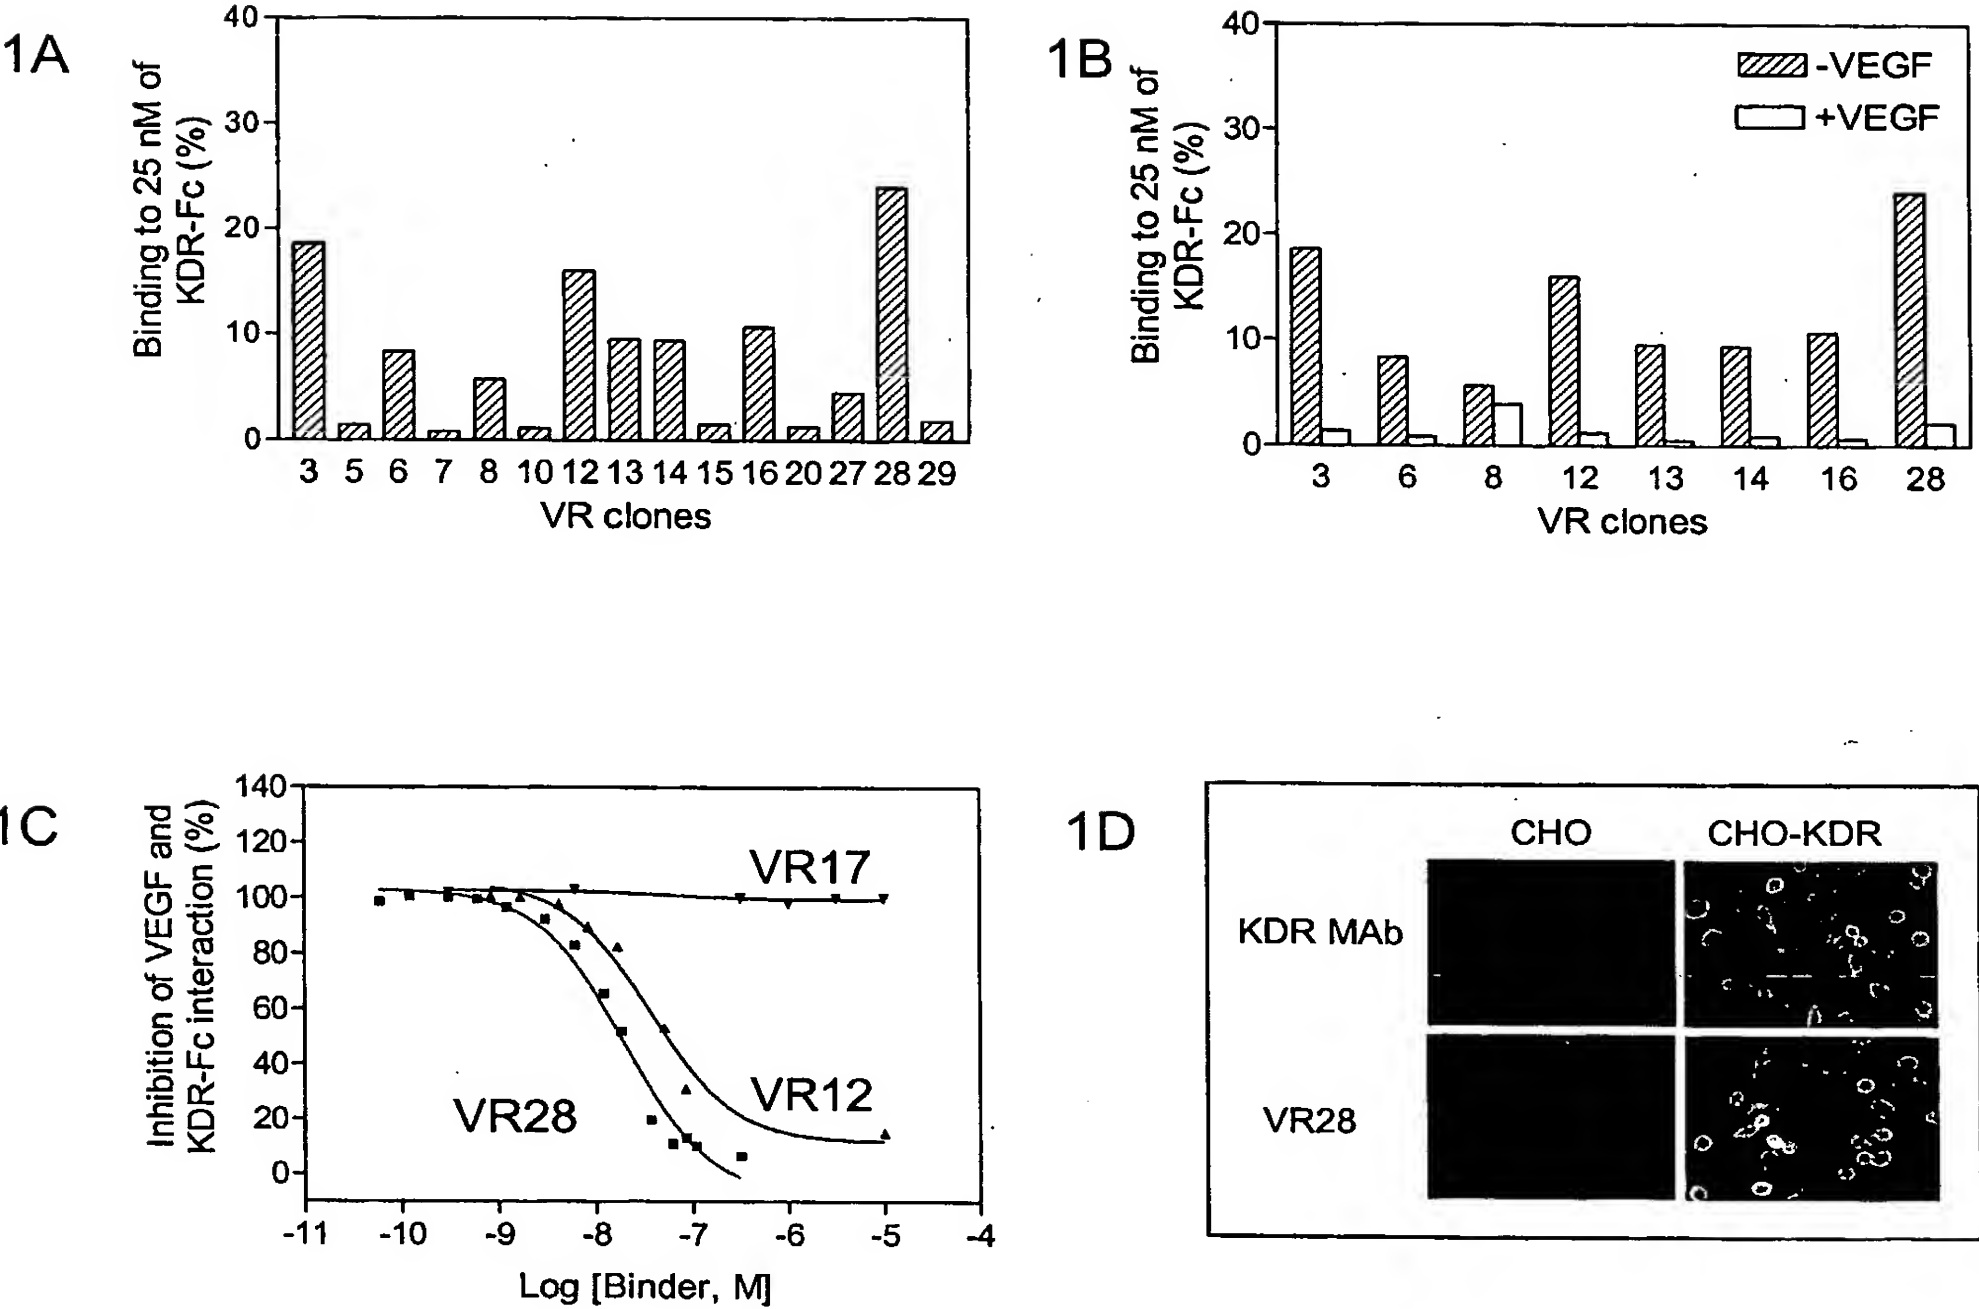 1A
Binding to 25 nM of
KDR-Fc (%)
40
30
20
10
0
3 5 6 7 8 10 12 13 14 15 16 20 27 28 29
VR clones
1B
Binding to 25 nM of
KDR-Fc (%)
40
30
20
10
0
-VEGF
+VEGF
3 6 8 12 13 14 16 28
VR clones
1C
Inhibition of VEGF and
KDR-Fc interaction (%)
140
120
100
80
60
40
20
0
VR17
VR12
VR28
-11 -10 -9 -8 -7 -6 -5 -4
Log [Binder, M]
1D
CHO CHO-KDR
KDR MAb
VR28